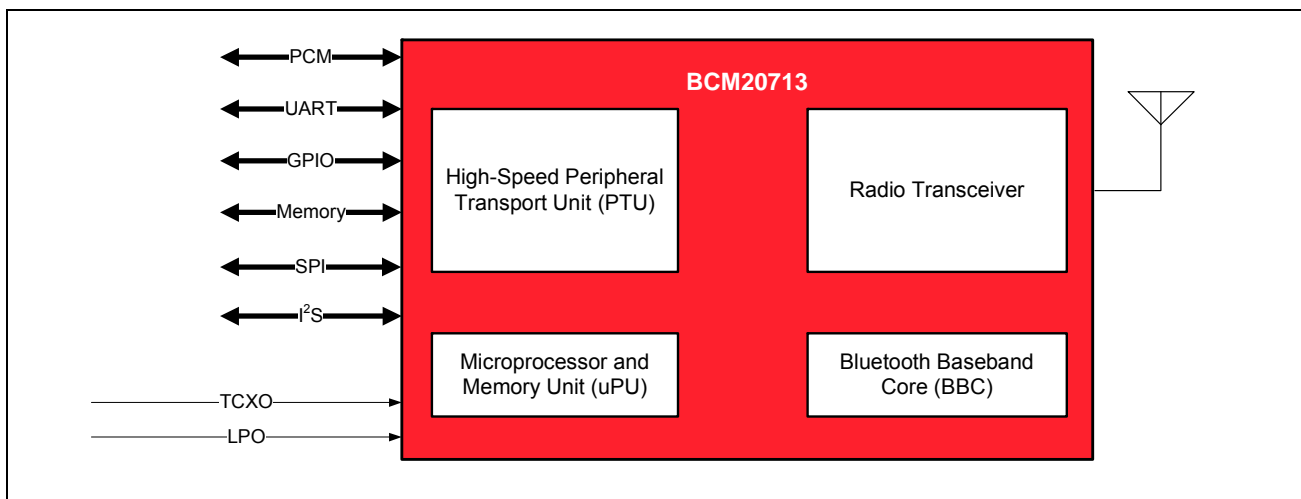 PCM
UART
GPIO
Memory
SPI
I²S
TCXO
LPO
BCM20713
High-Speed Peripheral
Transport Unit (PTU)
Radio Transceiver
Microprocessor and
Memory Unit (uPU)
Bluetooth Baseband
Core (BBC)